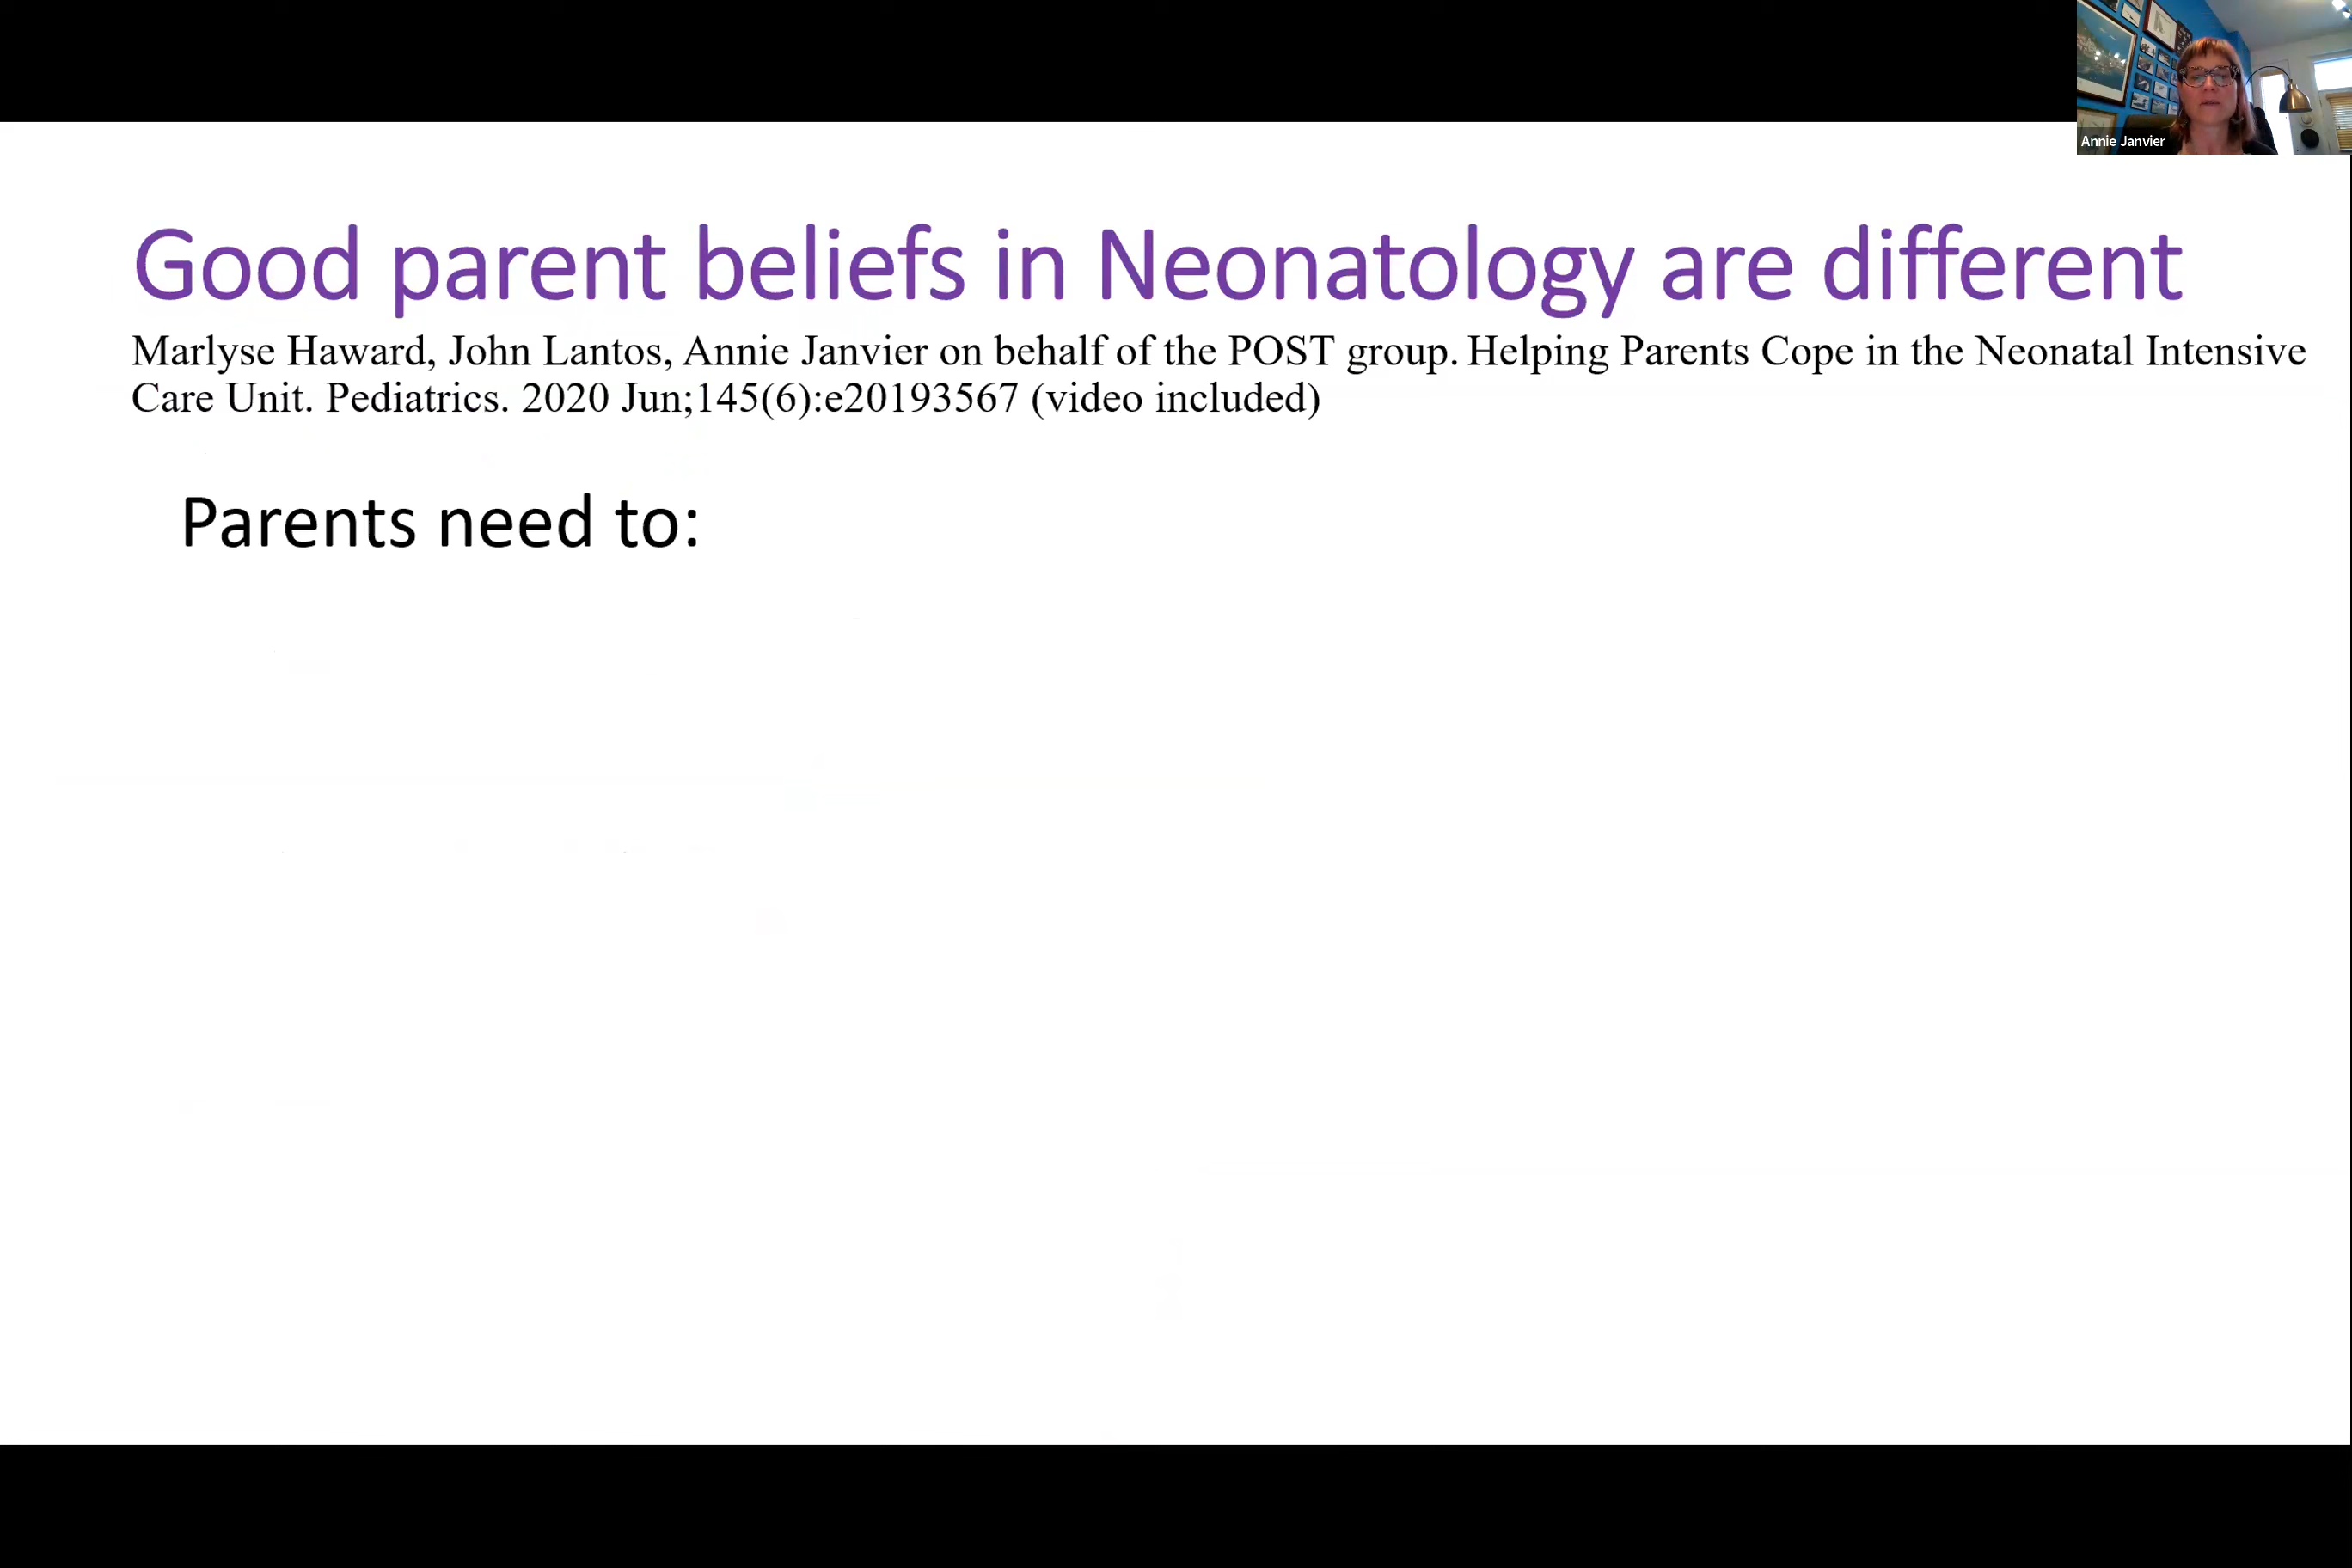 Annie Janvier
Good parent beliefs in Neonatology are different
Marlyse Haward, John Lantos, Annie Janvier on behalf of the POST group. Helping Parents Cope in the Neonatal Intensive
Care Unit. Pediatrics. 2020 Jun;145(6):e20193567 (video included)
Parents need to: